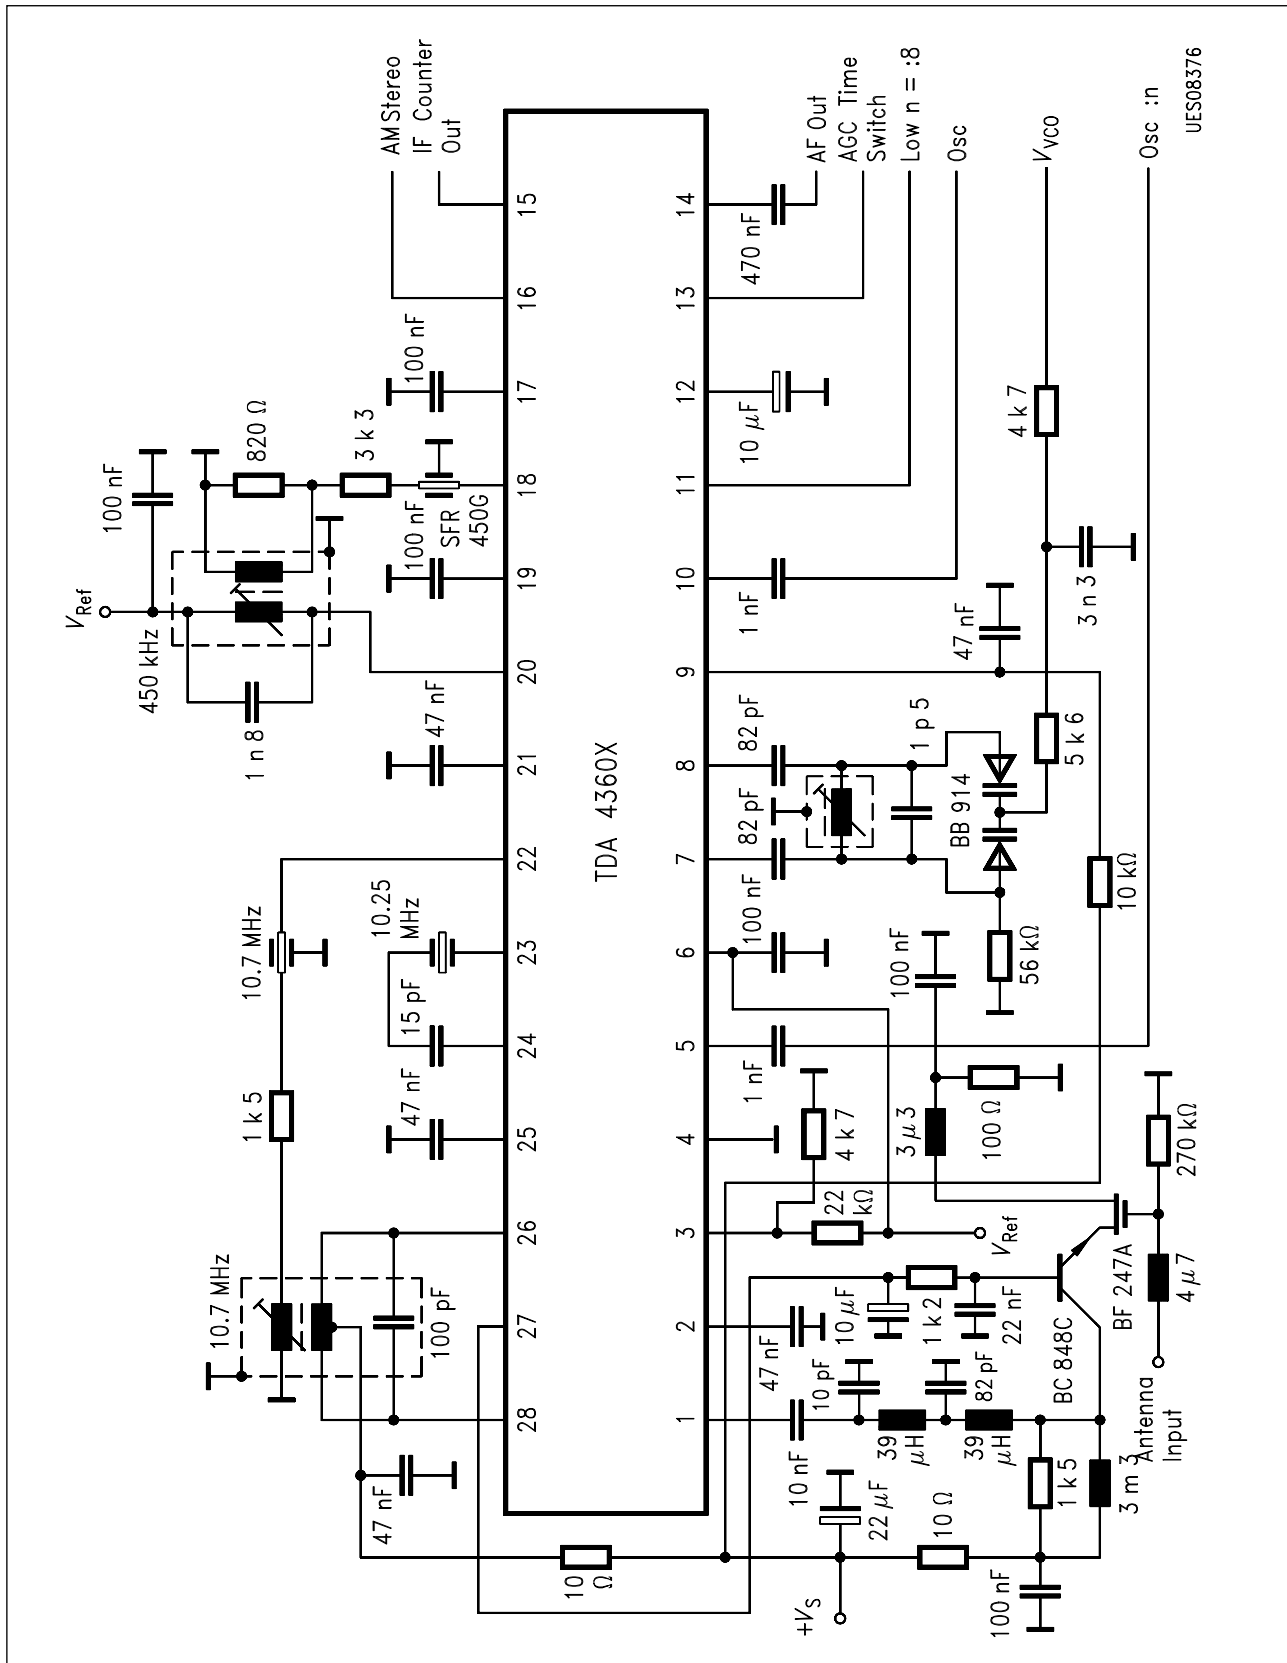 AM Stereo
IF Counter
Out
AF Out
AGC Time
Switch
Low n = :8
Osc
V_VCO
Osc :n
UES08376
15
16
17
18
19
20
21
22
23
24
25
26
27
28
14
13
12
11
10
9
8
7
6
5
4
3
2
1
TDA 4360X
100 nF
820 Ω
3 k 3
100 nF
SFR
450G
100 nF
V_Ref
450 kHz
1 n 8
47 nF
10.7 MHz
10.25
MHz
15 pF
1 k 5
47 nF
10.7 MHz
100 pF
47 nF
10
Ω
470 nF
10 μF
4 k 7
1 nF
3 n 3
47 nF
82 pF
1 p 5
5 k 6
82 pF
BB 914
10 kΩ
100 nF
100 nF
56 kΩ
1 nF
4 k 7
3 μ 3
100 Ω
270 kΩ
22
kΩ
V_Ref
BF 247A
4 μ 7
10 μF
1 k 2
22 nF
47 nF
BC 848C
10 pF
82 pF
Antenna
Input
10 nF
39
μH
39
μH
1 k 5
3 m 3
22 μF
10 Ω
+V_S
100 nF